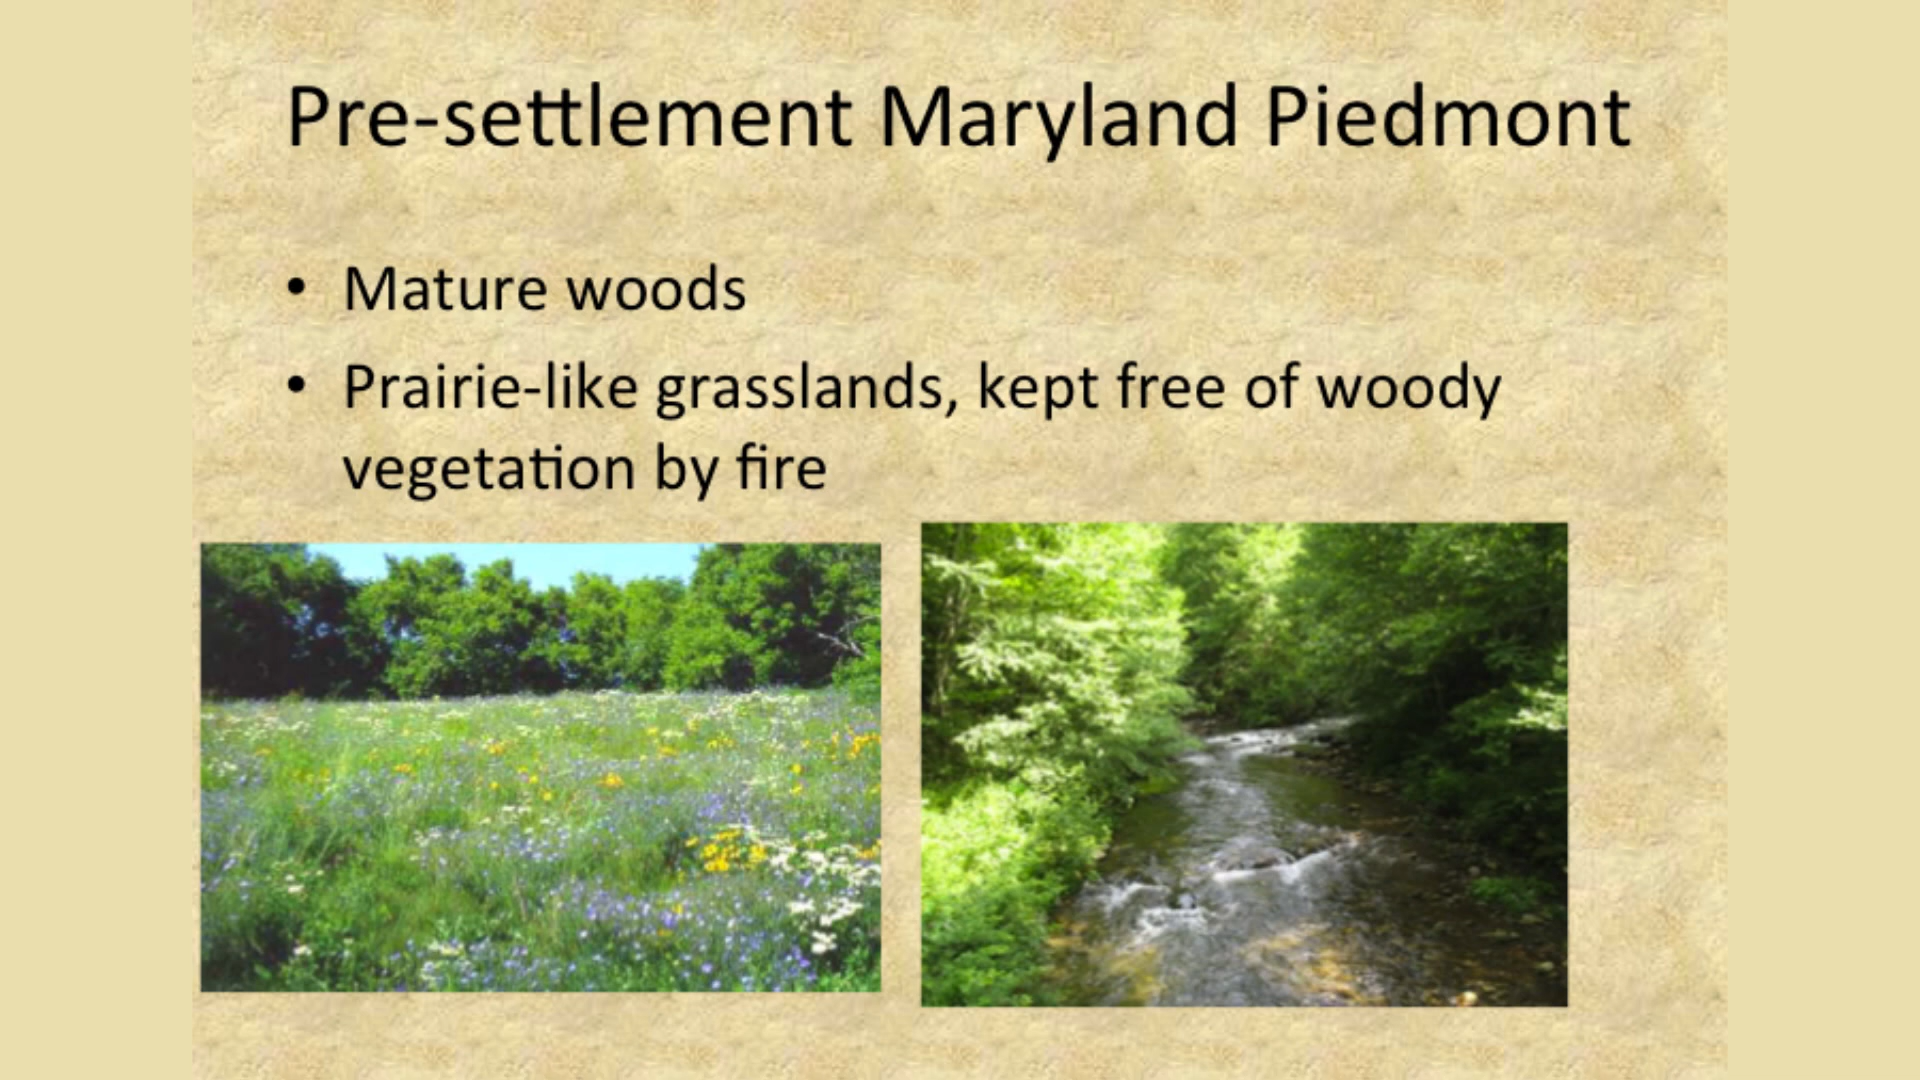 Pre-settlement Maryland Piedmont
• Mature woods
• Prairie-like grasslands, kept free of woody
vegetation by fire